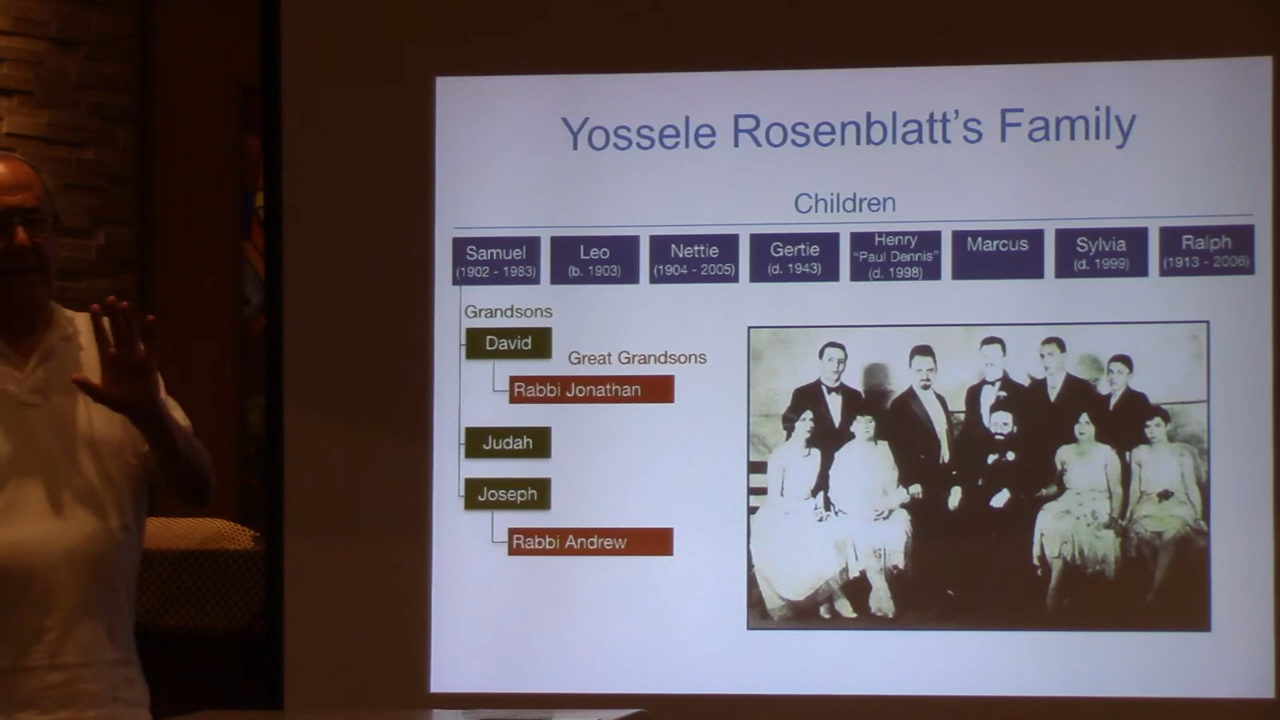 Yossele Rosenblatt's Family
Children
Samuel
(1902 - 1983)
Leo
(b. 1903)
Nettie
(1904 - 2005)
Gertie
(d. 1943)
Henry
"Paul Dennis"
(d. 1998)
Marcus
Sylvia
(d. 1999)
Ralph
(1913 - 2006)
Grandsons
David
Great Grandsons
Rabbi Jonathan
Judah
Joseph
Rabbi Andrew